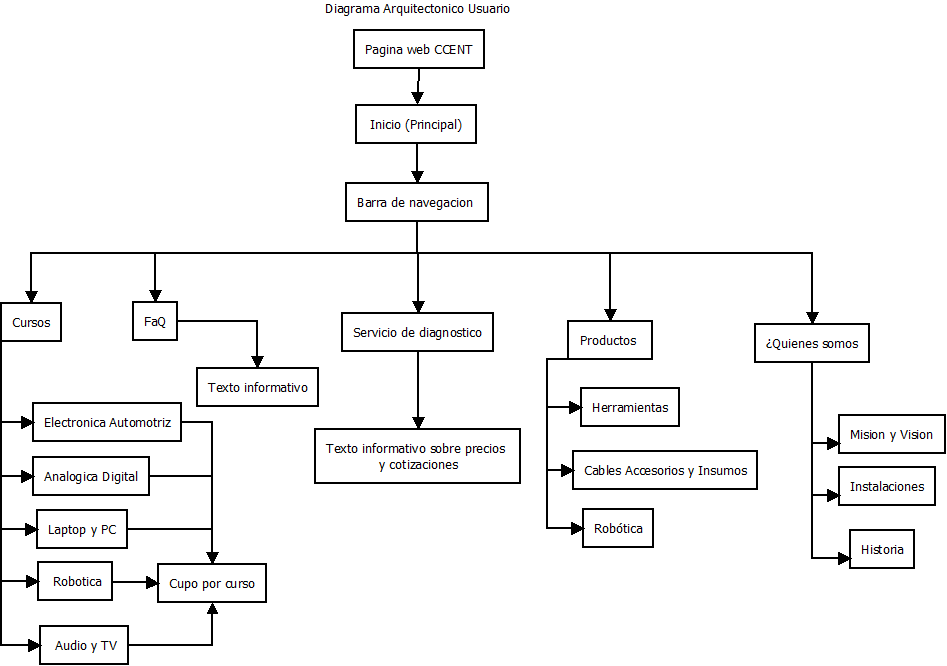 Diagrama Arquitectonico Usuario
Pagina web CCENT
Inicio (Principal)
Barra de navegacion
Cursos
FaQ
Servicio de diagnostico
Productos
¿Quienes somos
Texto informativo
Electronica Automotriz
Analogica Digital
Laptop y PC
Robotica
Audio y TV
Cupo por curso
Texto informativo sobre precios
y cotizaciones
Herramientas
Cables Accesorios y Insumos
Robótica
Mision y Vision
Instalaciones
Historia